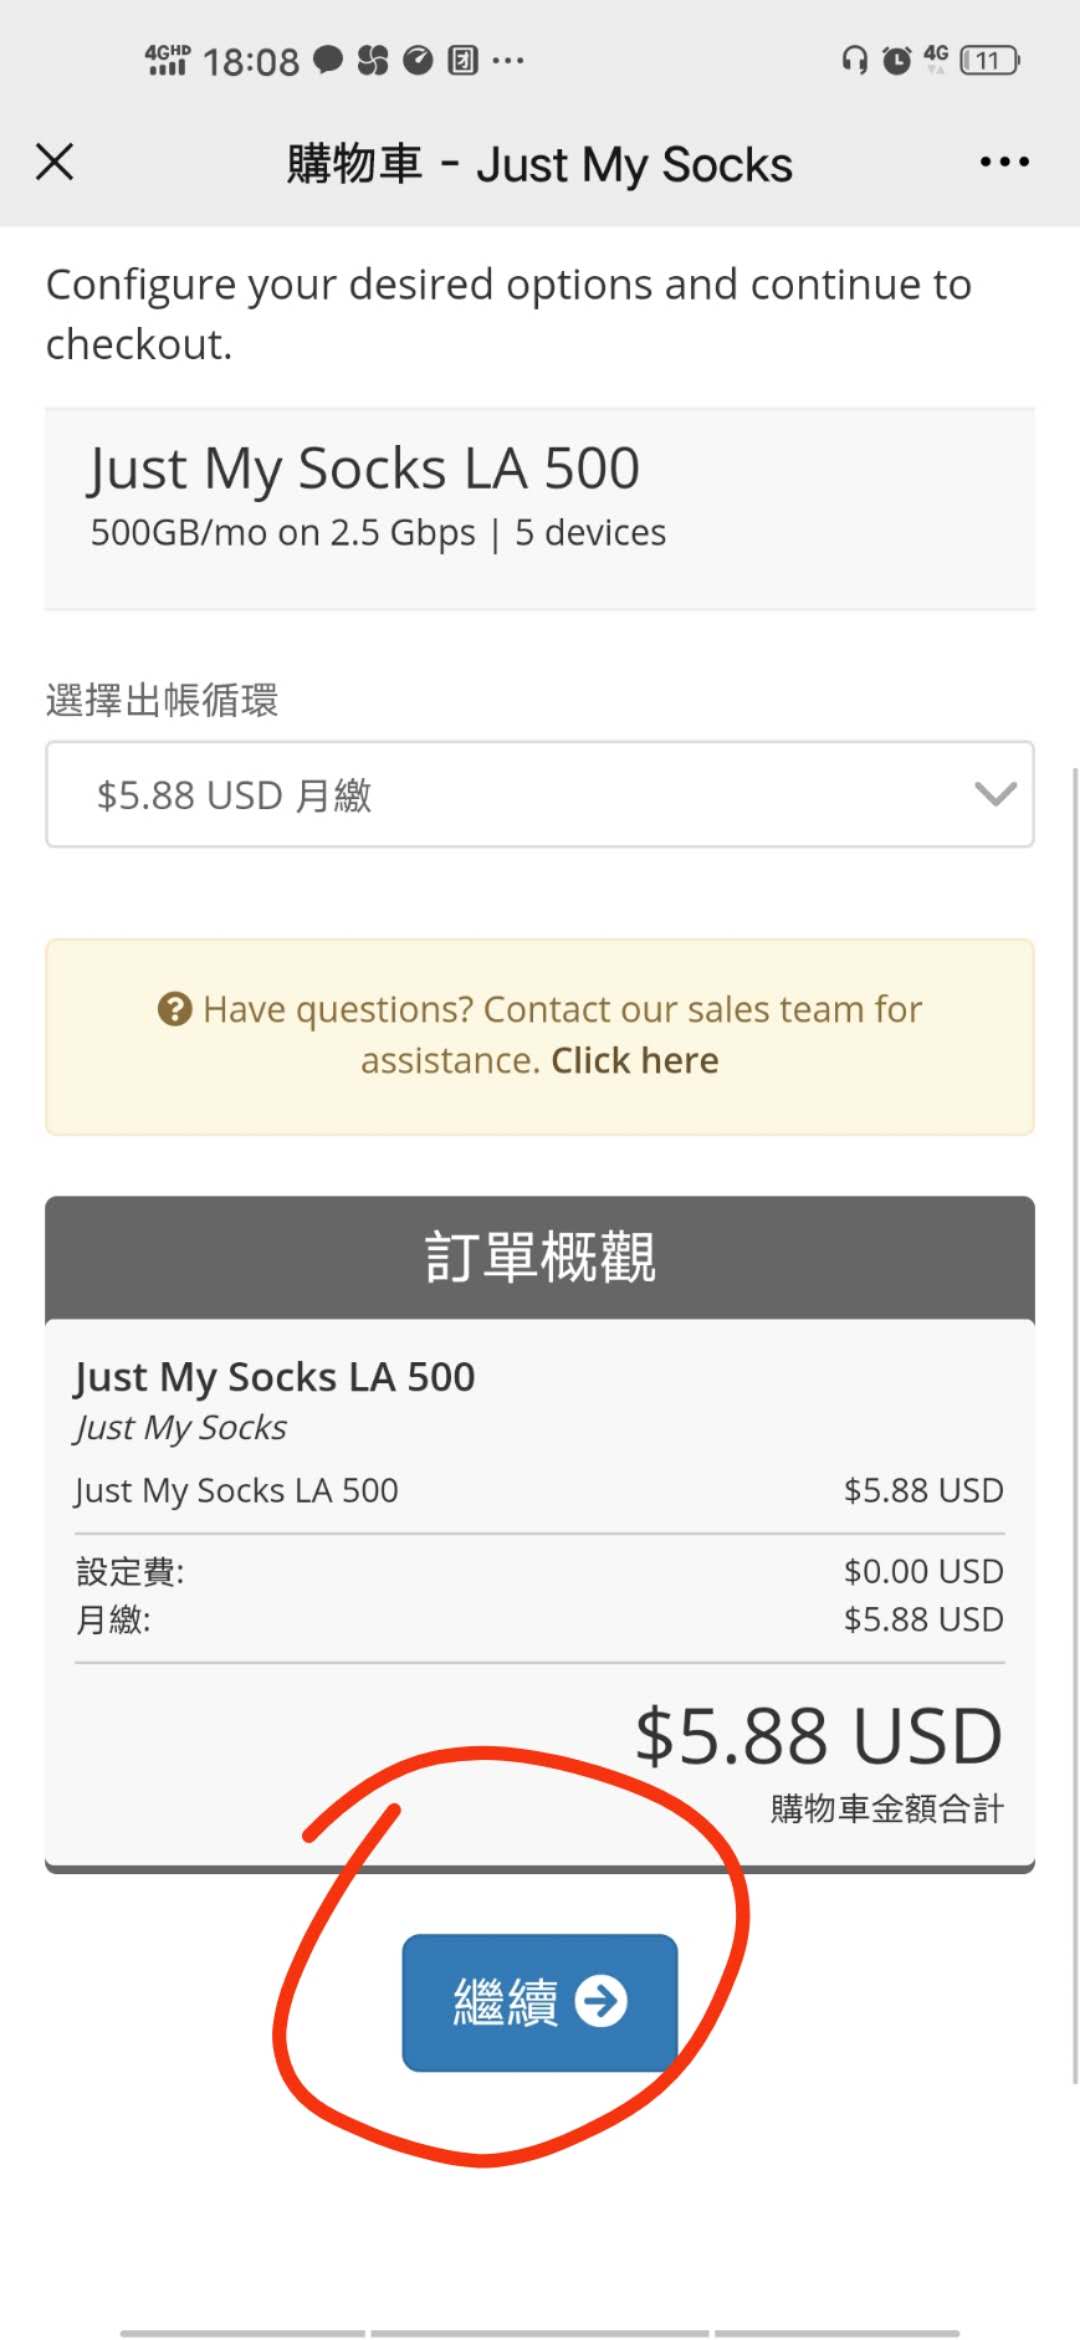 4GHD 18:08 4G 11
購物車 - Just My Socks
Configure your desired options and continue to
checkout.
Just My Socks LA 500
500GB/mo on 2.5 Gbps | 5 devices
選擇出帳循環
$5.88 USD 月繳
Have questions? Contact our sales team for
assistance. Click here
訂單概觀
Just My Socks LA 500
Just My Socks
Just My Socks LA 500 $5.88 USD
設定費: $0.00 USD
月繳: $5.88 USD
$5.88 USD
購物車金額合計
繼續